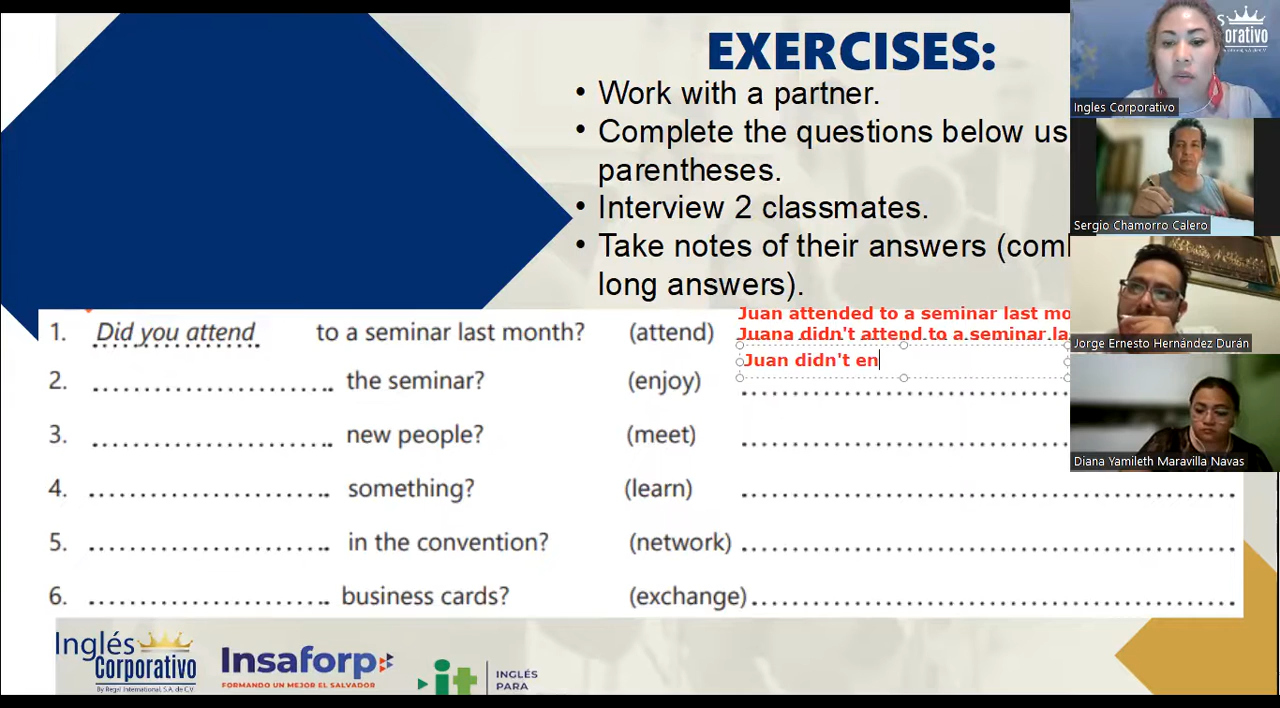 EXERCISES:
• Work with a partner.
• Complete the questions below us
parentheses.
• Interview 2 classmates.
• Take notes of their answers (com
long answers).
1. Did you attend to a seminar last month? (attend) Juan attended to a seminar last mo
Juana didn't attend to a seminar la
Juan didn't en
2. the seminar? (enjoy)
3. new people? (meet)
4. something? (learn)
5. in the convention? (network)
6. business cards? (exchange)
Inglés
Corporativo
By Regal International, S.A. de C.V
Insaforp
FORMANDO UN MEJOR EL SALVADOR
it
INGLÉS
PARA
orativo
Ingles Corporativo
Sergio Chamorro Calero
Jorge Ernesto Hernández Durán
Diana Yamileth Maravilla Navas